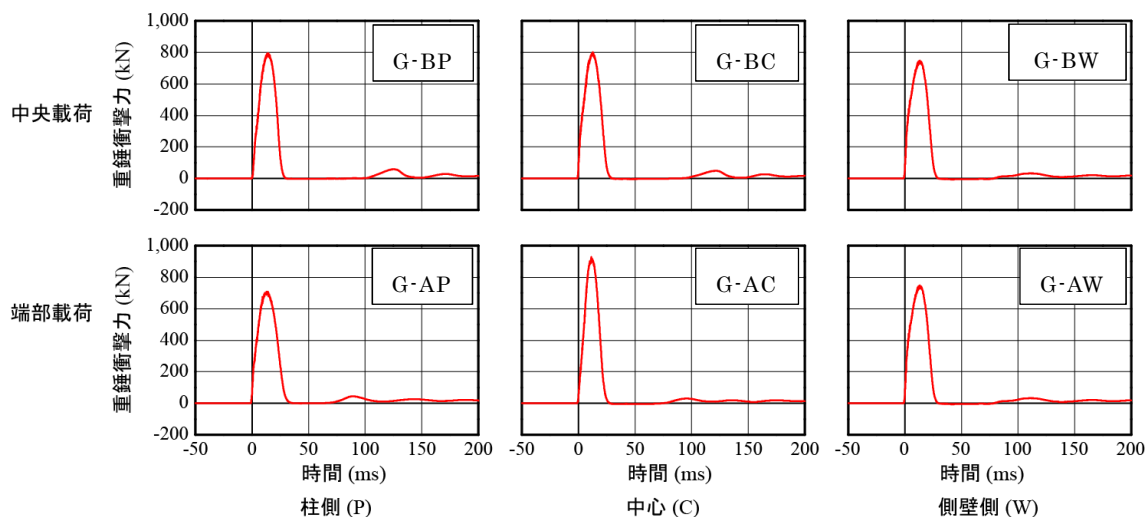 中央載荷
重錘衝撃力 (kN)
1,000
800
600
400
200
0
-200
G-BP
G-BC
G-BW
端部載荷
重錘衝撃力 (kN)
1,000
800
600
400
200
0
-200
G-AP
G-AC
G-AW
-50 0 50 100 150 200
-50 0 50 100 150 200
-50 0 50 100 150 200
時間 (ms)
時間 (ms)
時間 (ms)
柱側 (P)
中心 (C)
側壁側 (W)